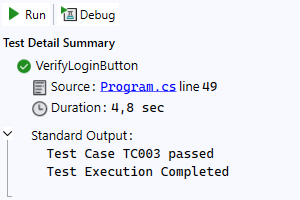 Run Debug
Test Detail Summary
VerifyLoginButton
Source: Program.cs line 49
Duration: 4,8 sec
Standard Output:
Test Case TC003 passed
Test Execution Completed